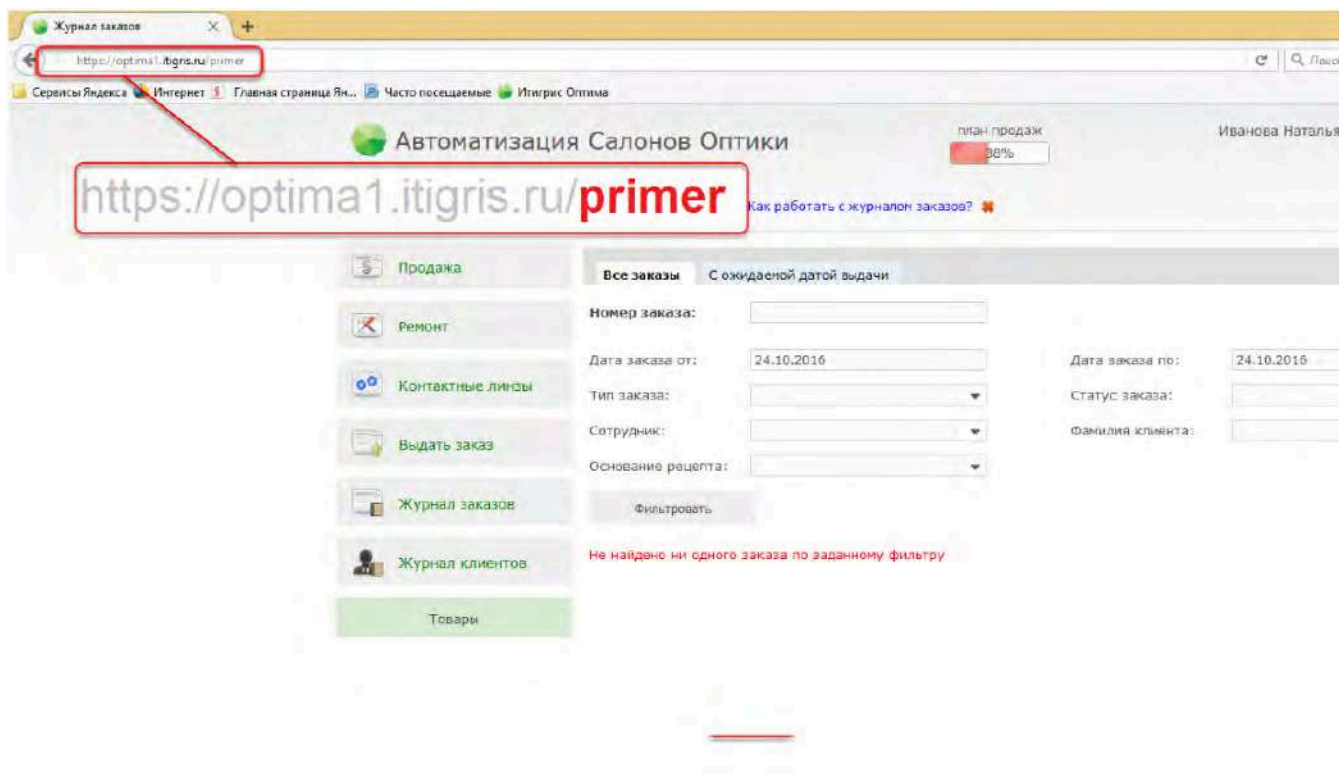 Журнал заказов
https://optima1.itigris.ru/primer
Сервисы Яндекса Интернет Главная страница Ян... Часто посещаемые Итигрис Оптима
Автоматизация Салонов Оптики
план продаж
38%
Иванова Наталья
https://optima1.itigris.ru/primer
Как работать с журналом заказов?
Продажа
Все заказы С ожидаемой датой выдачи
Номер заказа:
Ремонт
Дата заказа от: 24.10.2016 Дата заказа по: 24.10.2016
Контактные линзы
Тип заказа: Статус заказа:
Сотрудник: Фамилия клиента:
Выдать заказ
Основание рецепта:
Журнал заказов
Фильтровать
Не найдено ни одного заказа по заданному фильтру
Журнал клиентов
Товары